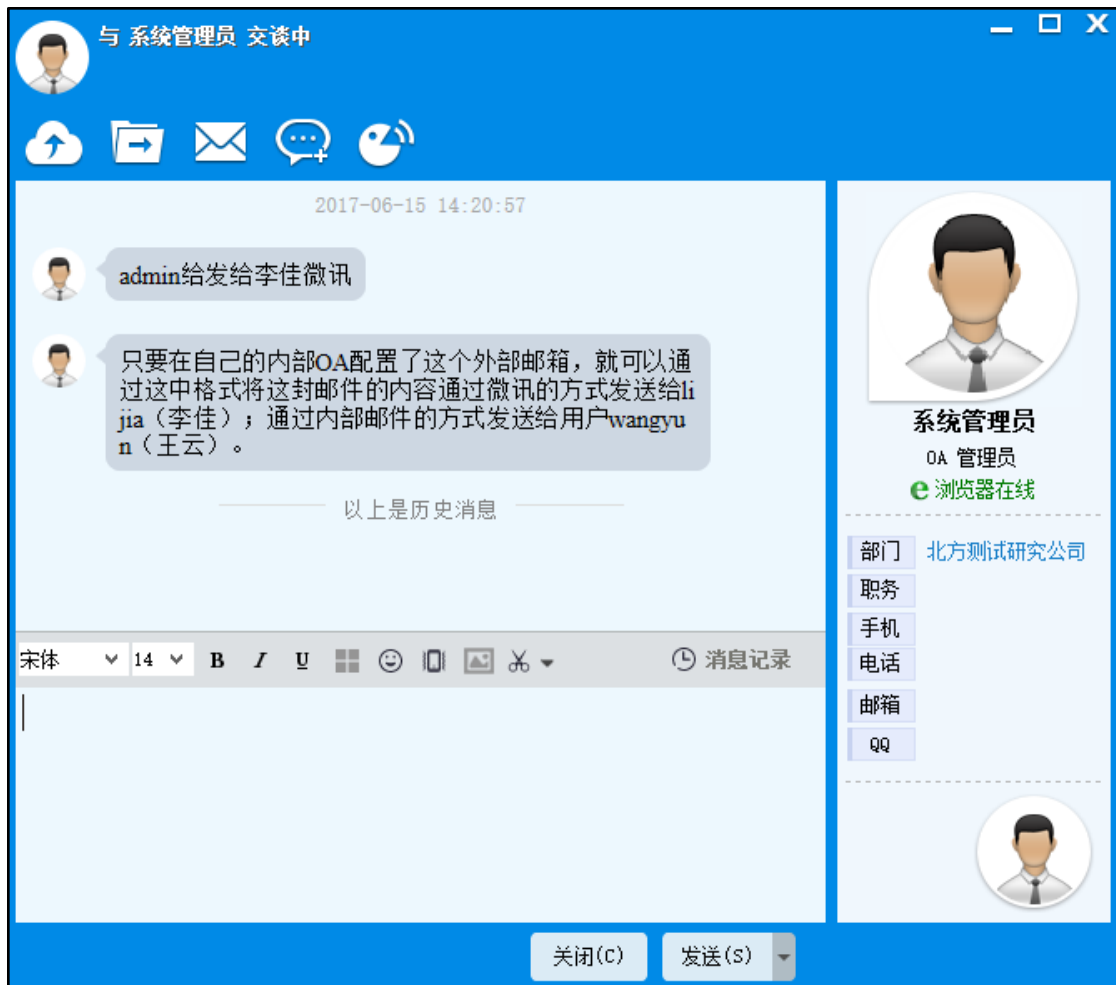 与 系统管理员 交谈中
2017-06-15 14:20:57
admin给发给李佳微讯
只要在自己的内部OA配置了这个外部邮箱，就可以通
过这中格式将这封邮件的内容通过微讯的方式发送给li
jia（李佳）；通过内部邮件的方式发送给用户wangyu
n（王云）。
以上是历史消息
宋体 14 B I U 消息记录
关闭(C) 发送(S)
系统管理员
OA 管理员
浏览器在线
部门 北方测试研究公司
职务
手机
电话
邮箱
QQ